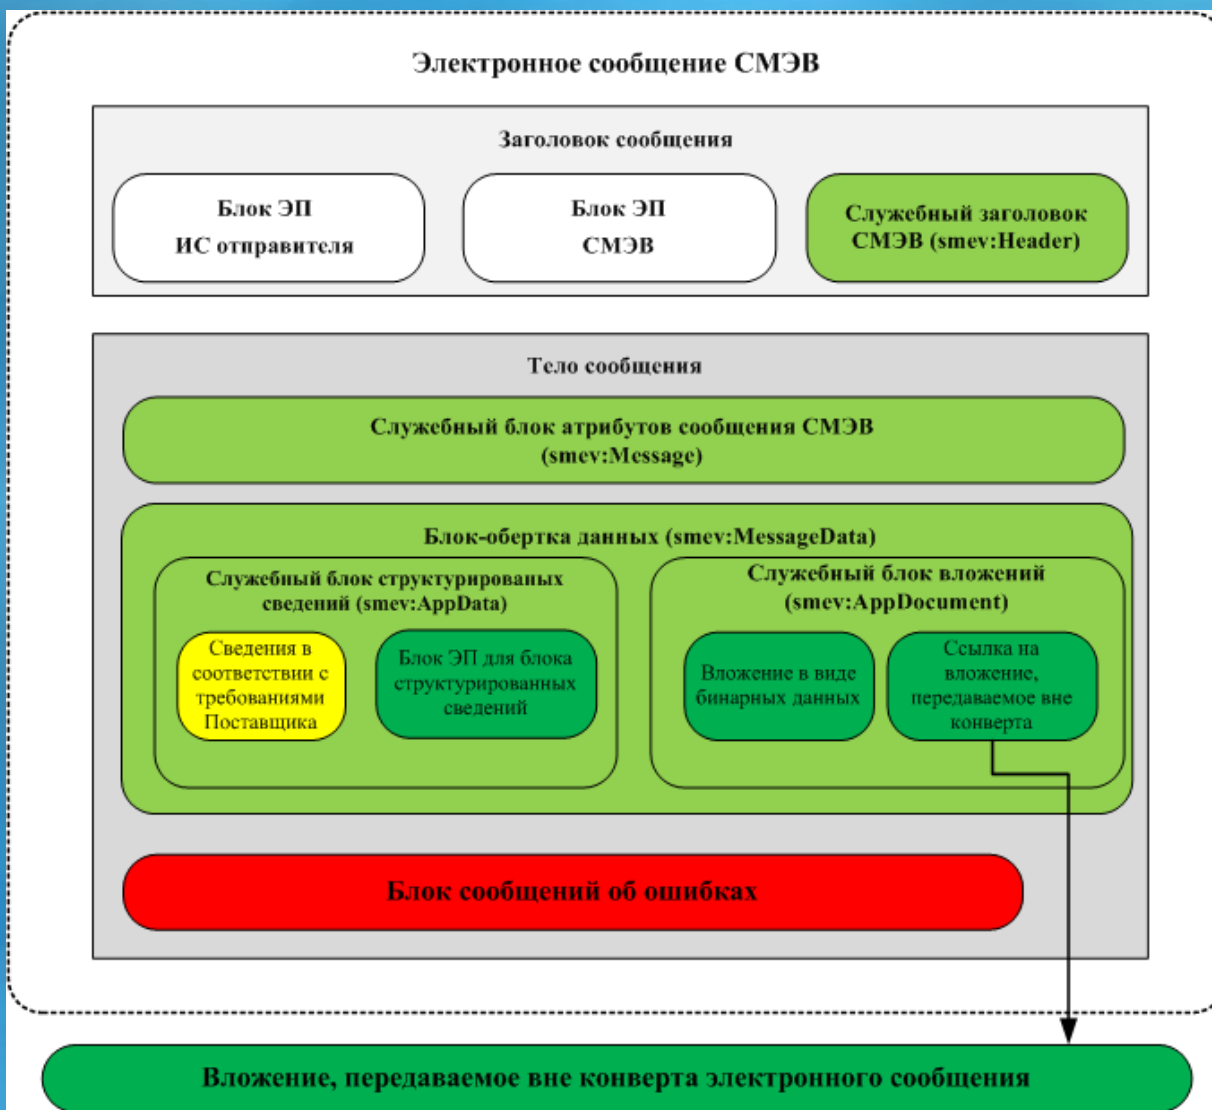 Электронное сообщение СМЭВ
Заголовок сообщения
Блок ЭП
ИС отправителя
Блок ЭП
СМЭВ
Служебный заголовок
СМЭВ (smev:Header)
Тело сообщения
Служебный блок атрибутов сообщения СМЭВ
(smev:Message)
Блок-обертка данных (smev:MessageData)
Служебный блок структурированых
сведений (smev:AppData)
Сведения в
соответствии с
требованиями
Поставщика
Блок ЭП для блока
структурированных
сведений
Служебный блок вложений
(smev:AppDocument)
Вложение в виде
бинарных данных
Ссылка на
вложение,
передаваемое вне
конверта
Блок сообщений об ошибках
Вложение, передаваемое вне конверта электронного сообщения